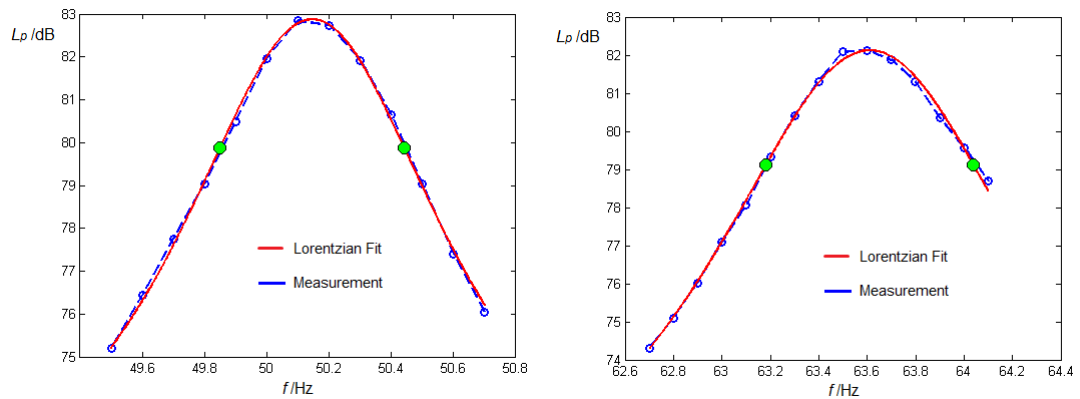 Lp /dB
83
82
81
80
79
78
77
76
75
49.6 49.8 50 50.2 50.4 50.6 50.8
f /Hz
Lorentzian Fit
Measurement
Lp /dB
83
82
81
80
79
78
77
76
75
74
62.6 62.8 63 63.2 63.4 63.6 63.8 64 64.2 64.4
f /Hz
Lorentzian Fit
Measurement